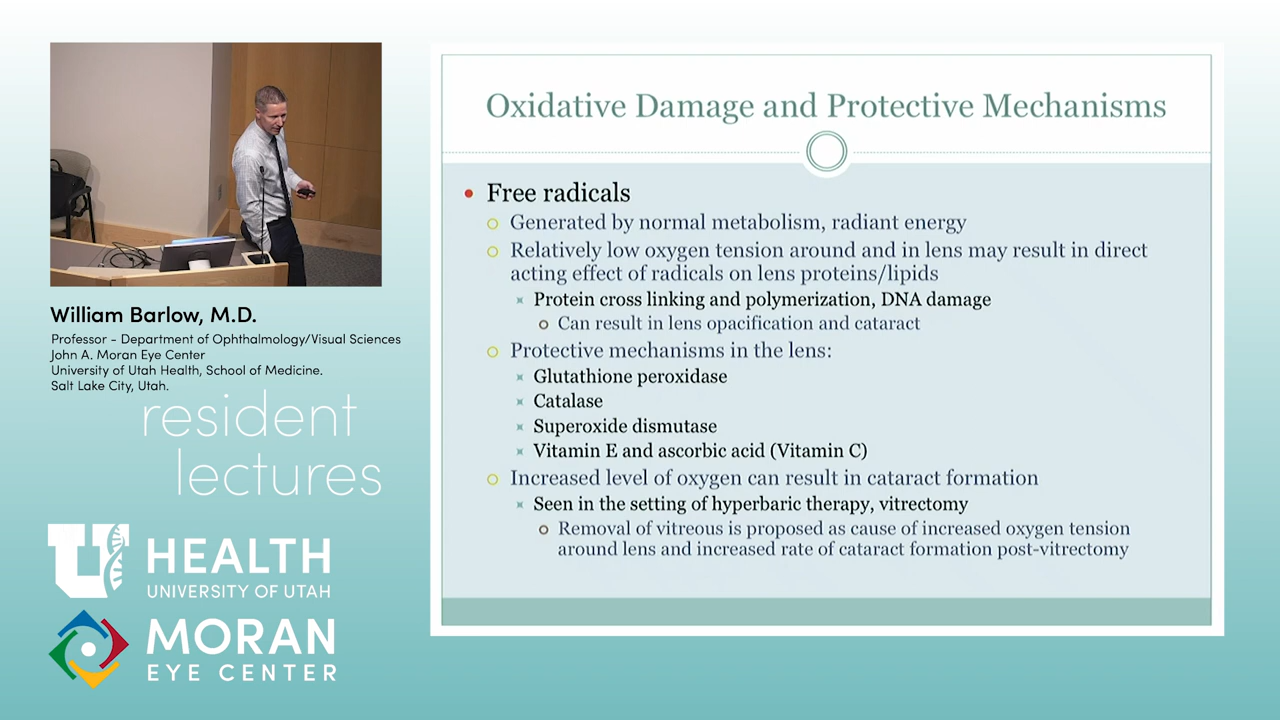 William Barlow, M.D.
Professor - Department of Ophthalmology/Visual Sciences
John A. Moran Eye Center
University of Utah Health, School of Medicine.
Salt Lake City, Utah.
resident
lectures
U HEALTH
UNIVERSITY OF UTAH
MORAN
EYE CENTER
Oxidative Damage and Protective Mechanisms
Free radicals
Generated by normal metabolism, radiant energy
Relatively low oxygen tension around and in lens may result in direct
acting effect of radicals on lens proteins/lipids
Protein cross linking and polymerization, DNA damage
Can result in lens opacification and cataract
Protective mechanisms in the lens:
Glutathione peroxidase
Catalase
Superoxide dismutase
Vitamin E and ascorbic acid (Vitamin C)
Increased level of oxygen can result in cataract formation
Seen in the setting of hyperbaric therapy, vitrectomy
Removal of vitreous is proposed as cause of increased oxygen tension
around lens and increased rate of cataract formation post-vitrectomy